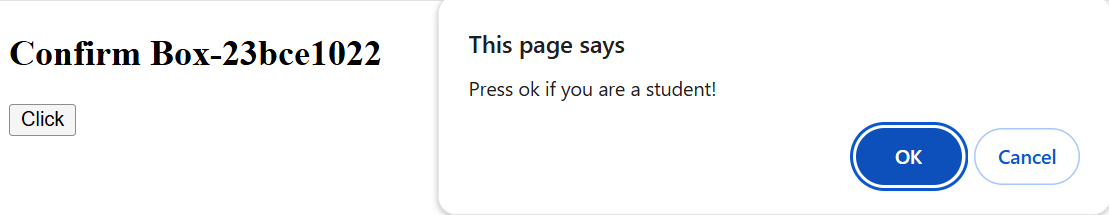 Confirm Box-23bce1022
Click
This page says
Press ok if you are a student!
OK
Cancel